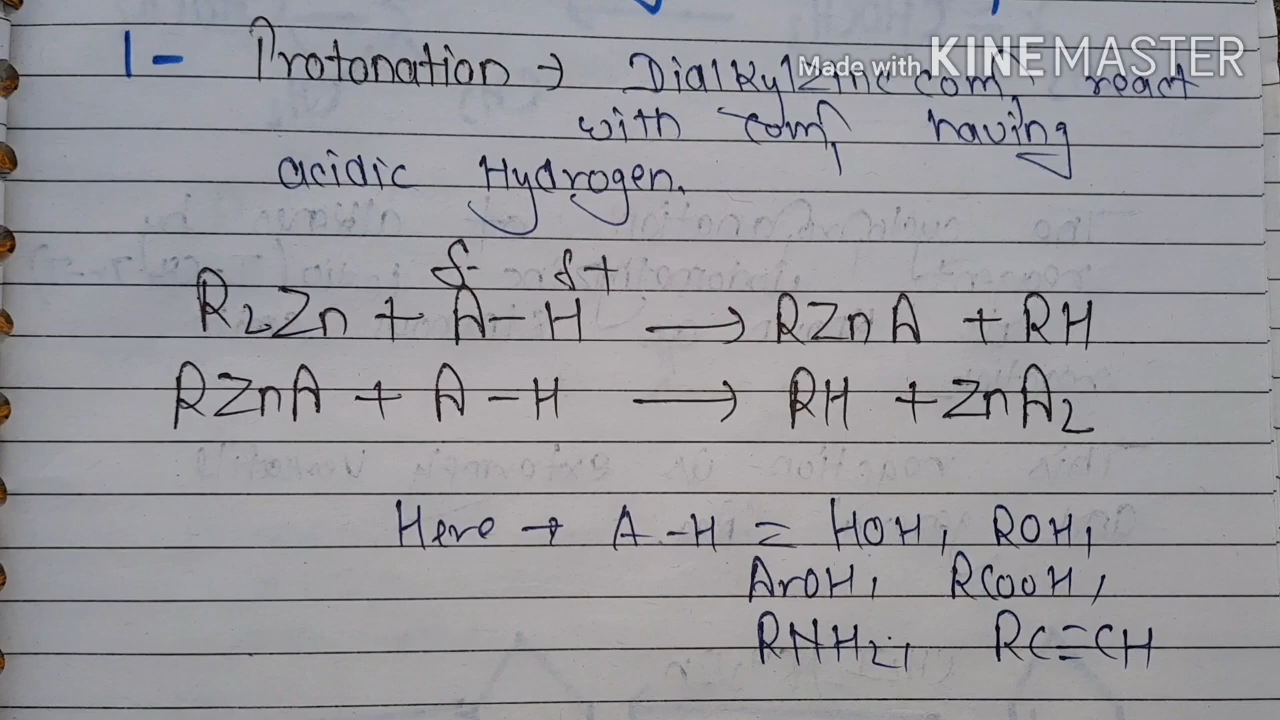 1- Protonation → Dialkylzinc comp. react
Made with KINEMASTER
with comp. having
acidic Hydrogen.
δ- δ+
R₂Zn + A-H → RZnA + RH
RZnA + A-H → RH + ZnA₂
Here → A-H = HOH, ROH,
ArOH, RCOOH,
RNH₂, RC≡CH